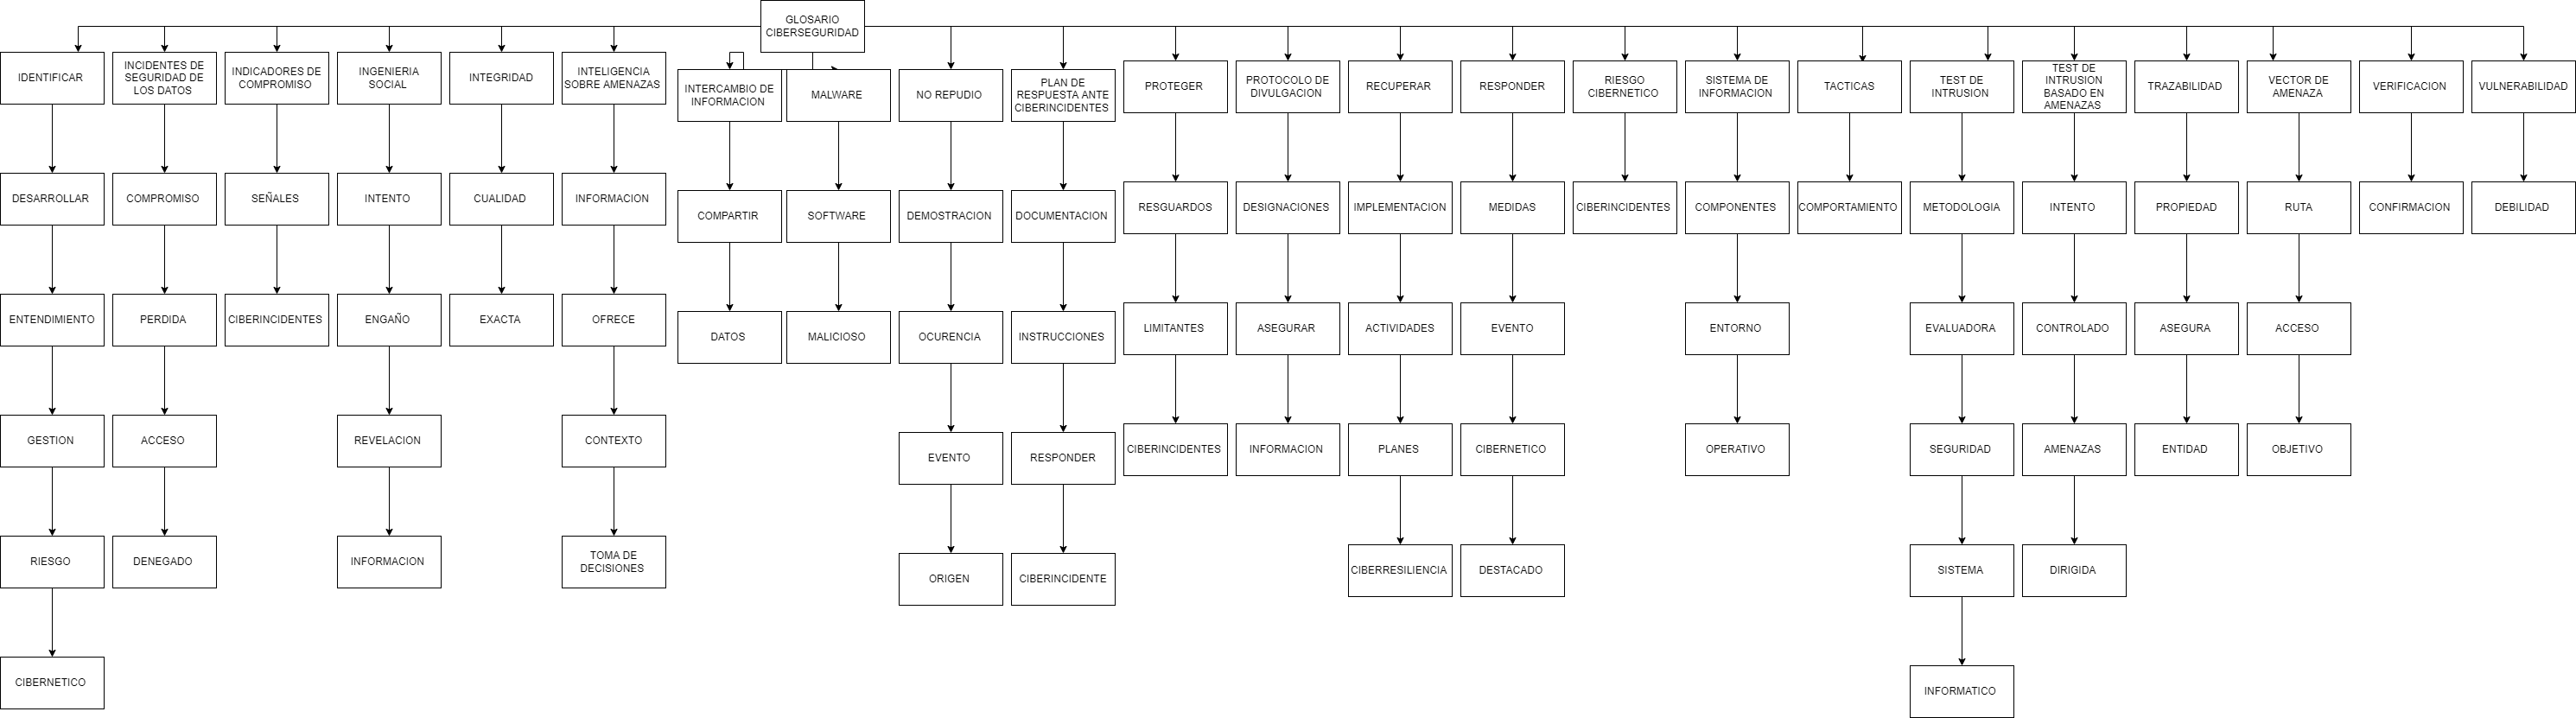 GLOSARIO
CIBERSEGURIDAD
IDENTIFICAR
INCIDENTES DE
SEGURIDAD DE
LOS DATOS
INDICADORES DE
COMPROMISO
INGENIERIA
SOCIAL
INTEGRIDAD
INTELIGENCIA
SOBRE AMENAZAS
INTERCAMBIO DE
INFORMACION
MALWARE
NO REPUDIO
PLAN DE
RESPUESTA ANTE
CIBERINCIDENTES
PROTEGER
PROTOCOLO DE
DIVULGACION
RECUPERAR
RESPONDER
RIESGO
CIBERNETICO
SISTEMA DE
INFORMACION
TACTICAS
TEST DE
INTRUSION
TEST DE
INTRUSION
BASADO EN
AMENAZAS
TRAZABILIDAD
VECTOR DE
AMENAZA
VERIFICACION
VULNERABILIDAD
DESARROLLAR
COMPROMISO
SEÑALES
INTENTO
CUALIDAD
INFORMACION
COMPARTIR
SOFTWARE
DEMOSTRACION
DOCUMENTACION
RESGUARDOS
DESIGNACIONES
IMPLEMENTACION
MEDIDAS
CIBERINCIDENTES
COMPONENTES
COMPORTAMIENTO
METODOLOGIA
INTENTO
PROPIEDAD
RUTA
CONFIRMACION
DEBILIDAD
ENTENDIMIENTO
PERDIDA
CIBERINCIDENTES
ENGAÑO
EXACTA
OFRECE
DATOS
MALICIOSO
OCURENCIA
INSTRUCCIONES
LIMITANTES
ASEGURAR
ACTIVIDADES
EVENTO
ENTORNO
EVALUADORA
CONTROLADO
ASEGURA
ACCESO
GESTION
ACCESO
REVELACION
CONTEXTO
EVENTO
RESPONDER
CIBERINCIDENTES
INFORMACION
PLANES
CIBERNETICO
OPERATIVO
SEGURIDAD
AMENAZAS
ENTIDAD
OBJETIVO
RIESGO
DENEGADO
INFORMACION
TOMA DE
DECISIONES
ORIGEN
CIBERINCIDENTE
CIBERRESILIENCIA
DESTACADO
SISTEMA
DIRIGIDA
CIBERNETICO
INFORMATICO